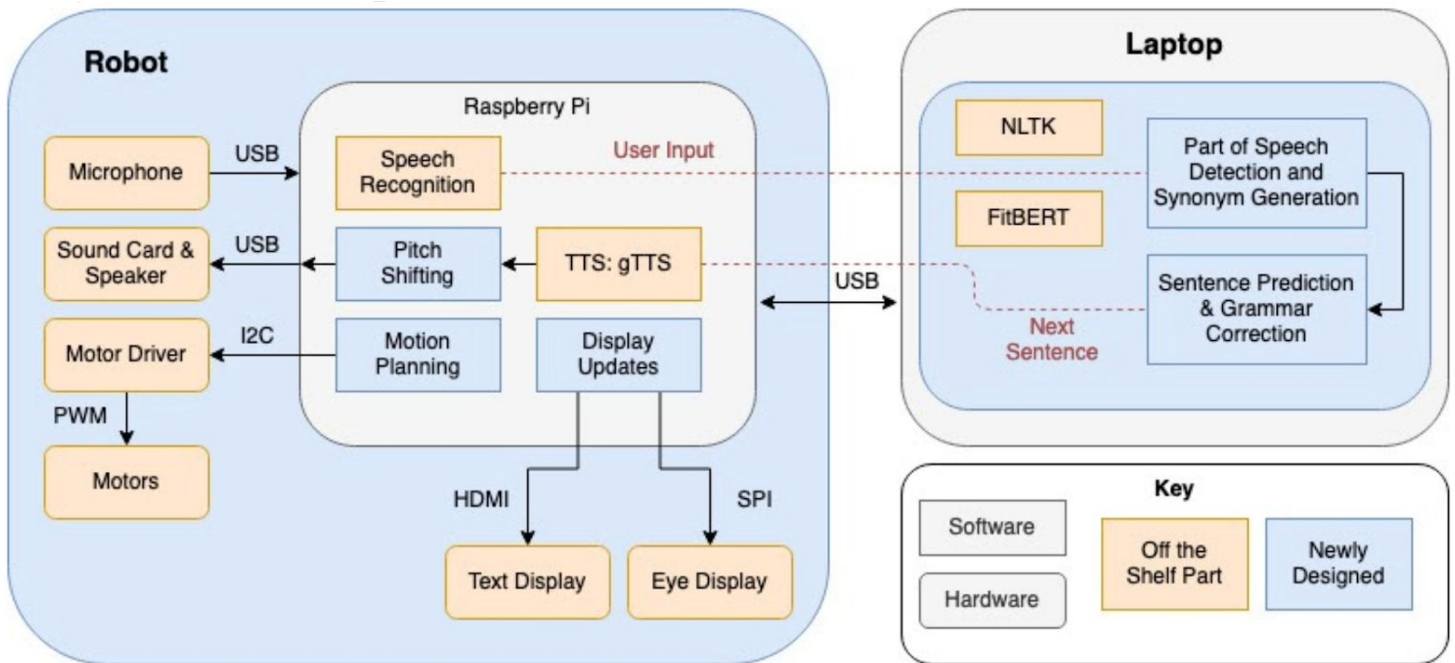 Robot
Raspberry Pi
Microphone
USB
Speech
Recognition
User Input
Sound Card &
Speaker
USB
Pitch
Shifting
TTS: gTTS
Motor Driver
I2C
Motion
Planning
Display
Updates
PWM
Motors
HDMI
SPI
Text Display
Eye Display
USB
Laptop
NLTK
FitBERT
Part of Speech
Detection and
Synonym Generation
Sentence Prediction
& Grammar
Correction
Next
Sentence
Key
Software
Hardware
Off the
Shelf Part
Newly
Designed